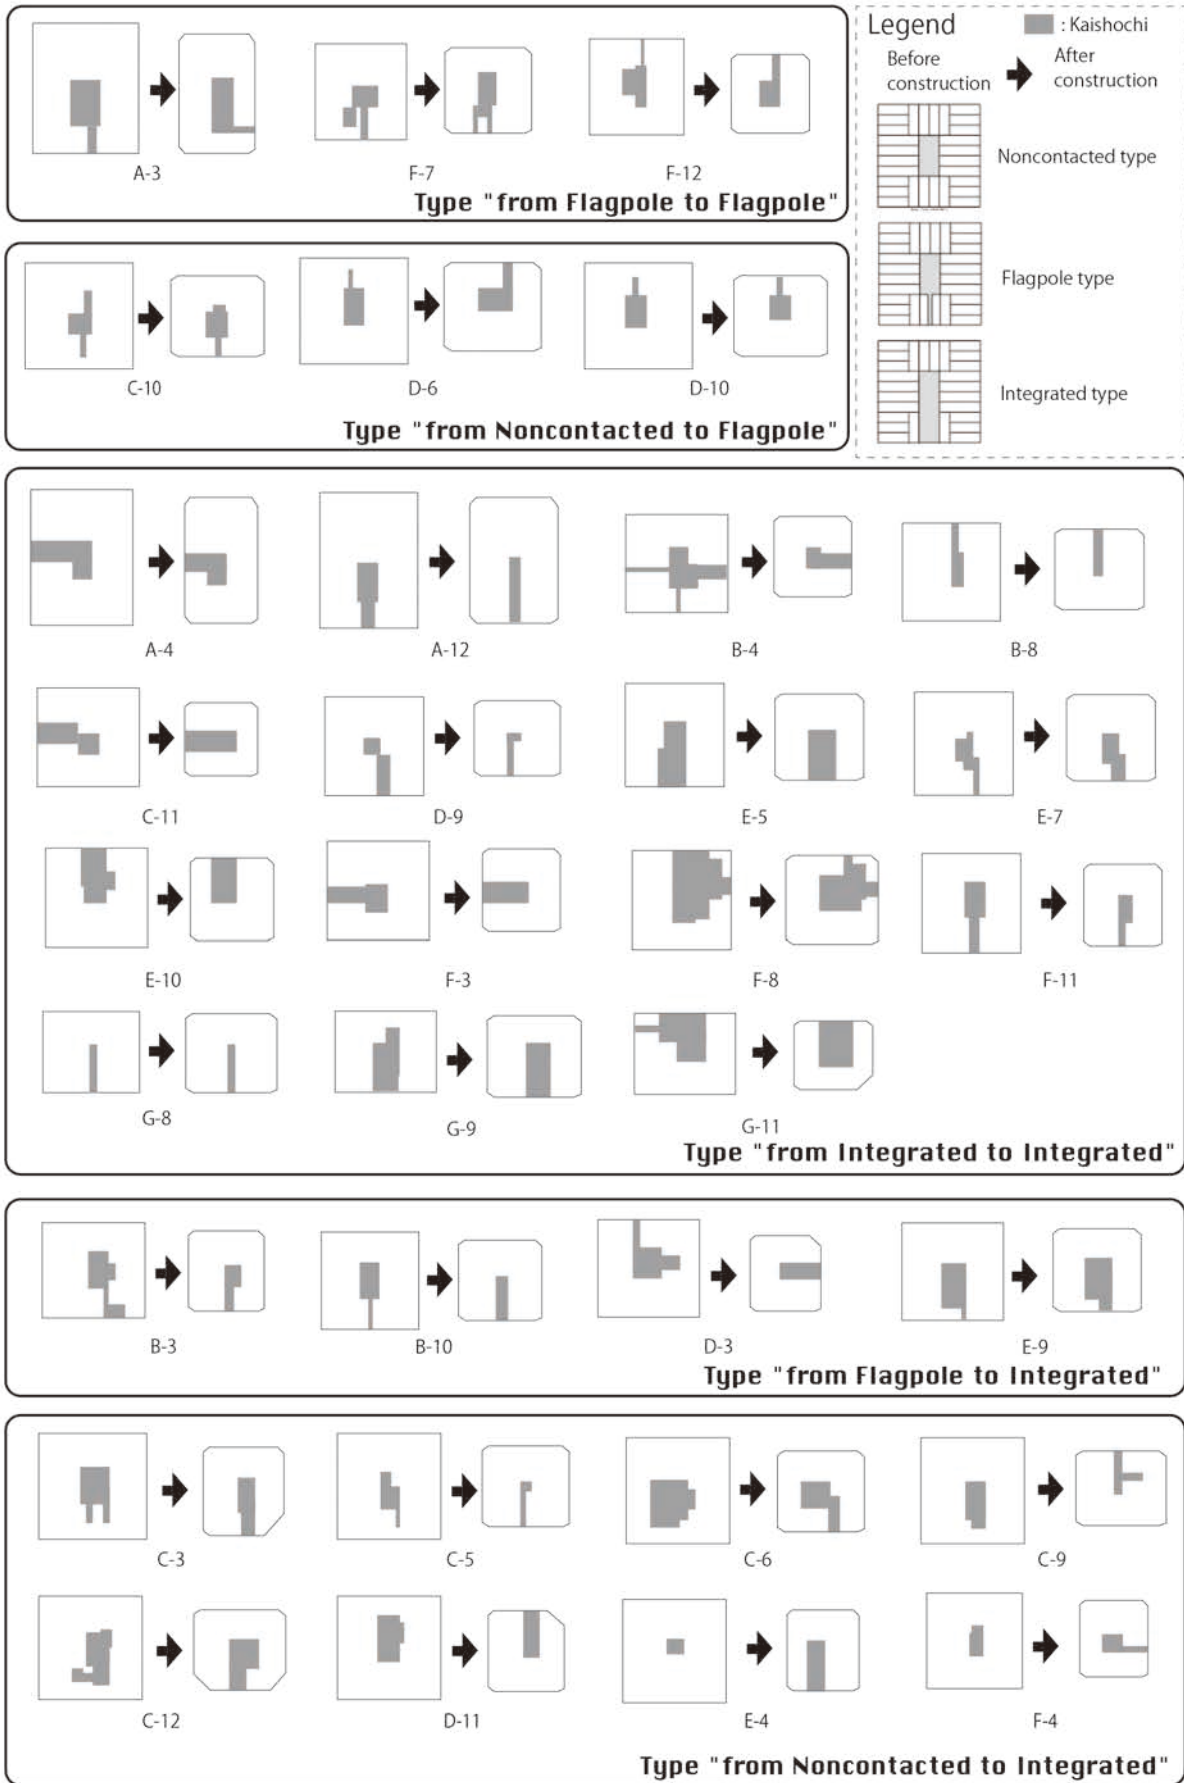 A-3 F-7 F-12
Type "from Flagpole to Flagpole"
Legend : Kaishochi
Before construction After construction
Noncontacted type
Flagpole type
Integrated type
C-10 D-6 D-10
Type "from Noncontacted to Flagpole"
A-4 A-12 B-4 B-8
C-11 D-9 E-5 E-7
E-10 F-3 F-8 F-11
G-8 G-9 G-11
Type "from Integrated to Integrated"
B-3 B-10 D-3 E-9
Type "from Flagpole to Integrated"
C-3 C-5 C-6 C-9
C-12 D-11 E-4 F-4
Type "from Noncontacted to Integrated"